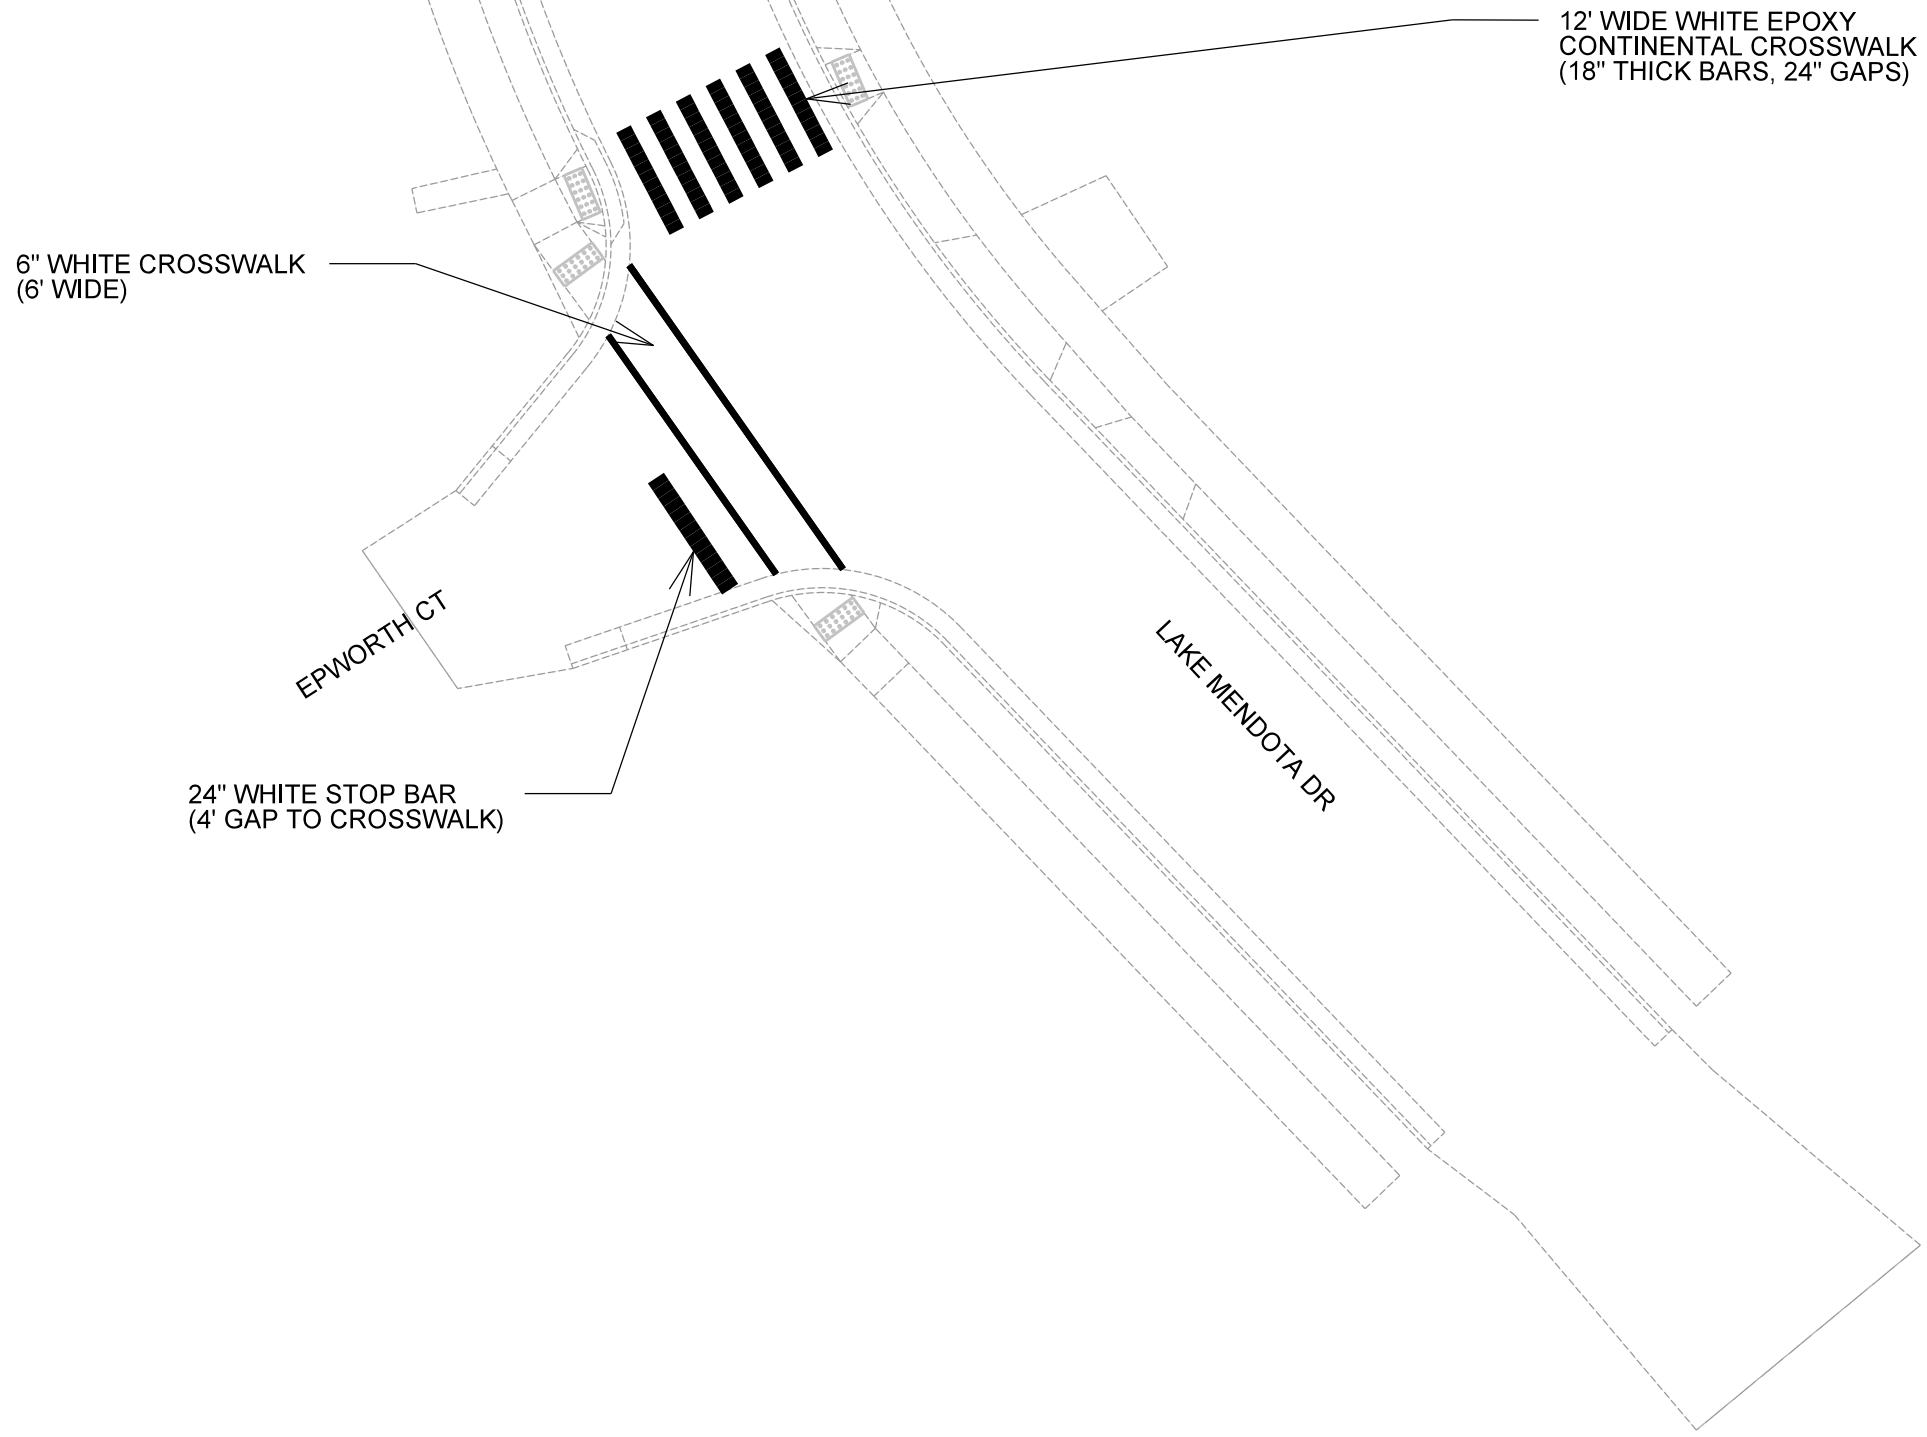 12' WIDE WHITE EPOXY
CONTINENTAL CROSSWALK
(18" THICK BARS, 24" GAPS)
6" WHITE CROSSWALK
(6' WIDE)
EPWORTH CT
LAKE MENDOTA DR
24" WHITE STOP BAR
(4' GAP TO CROSSWALK)